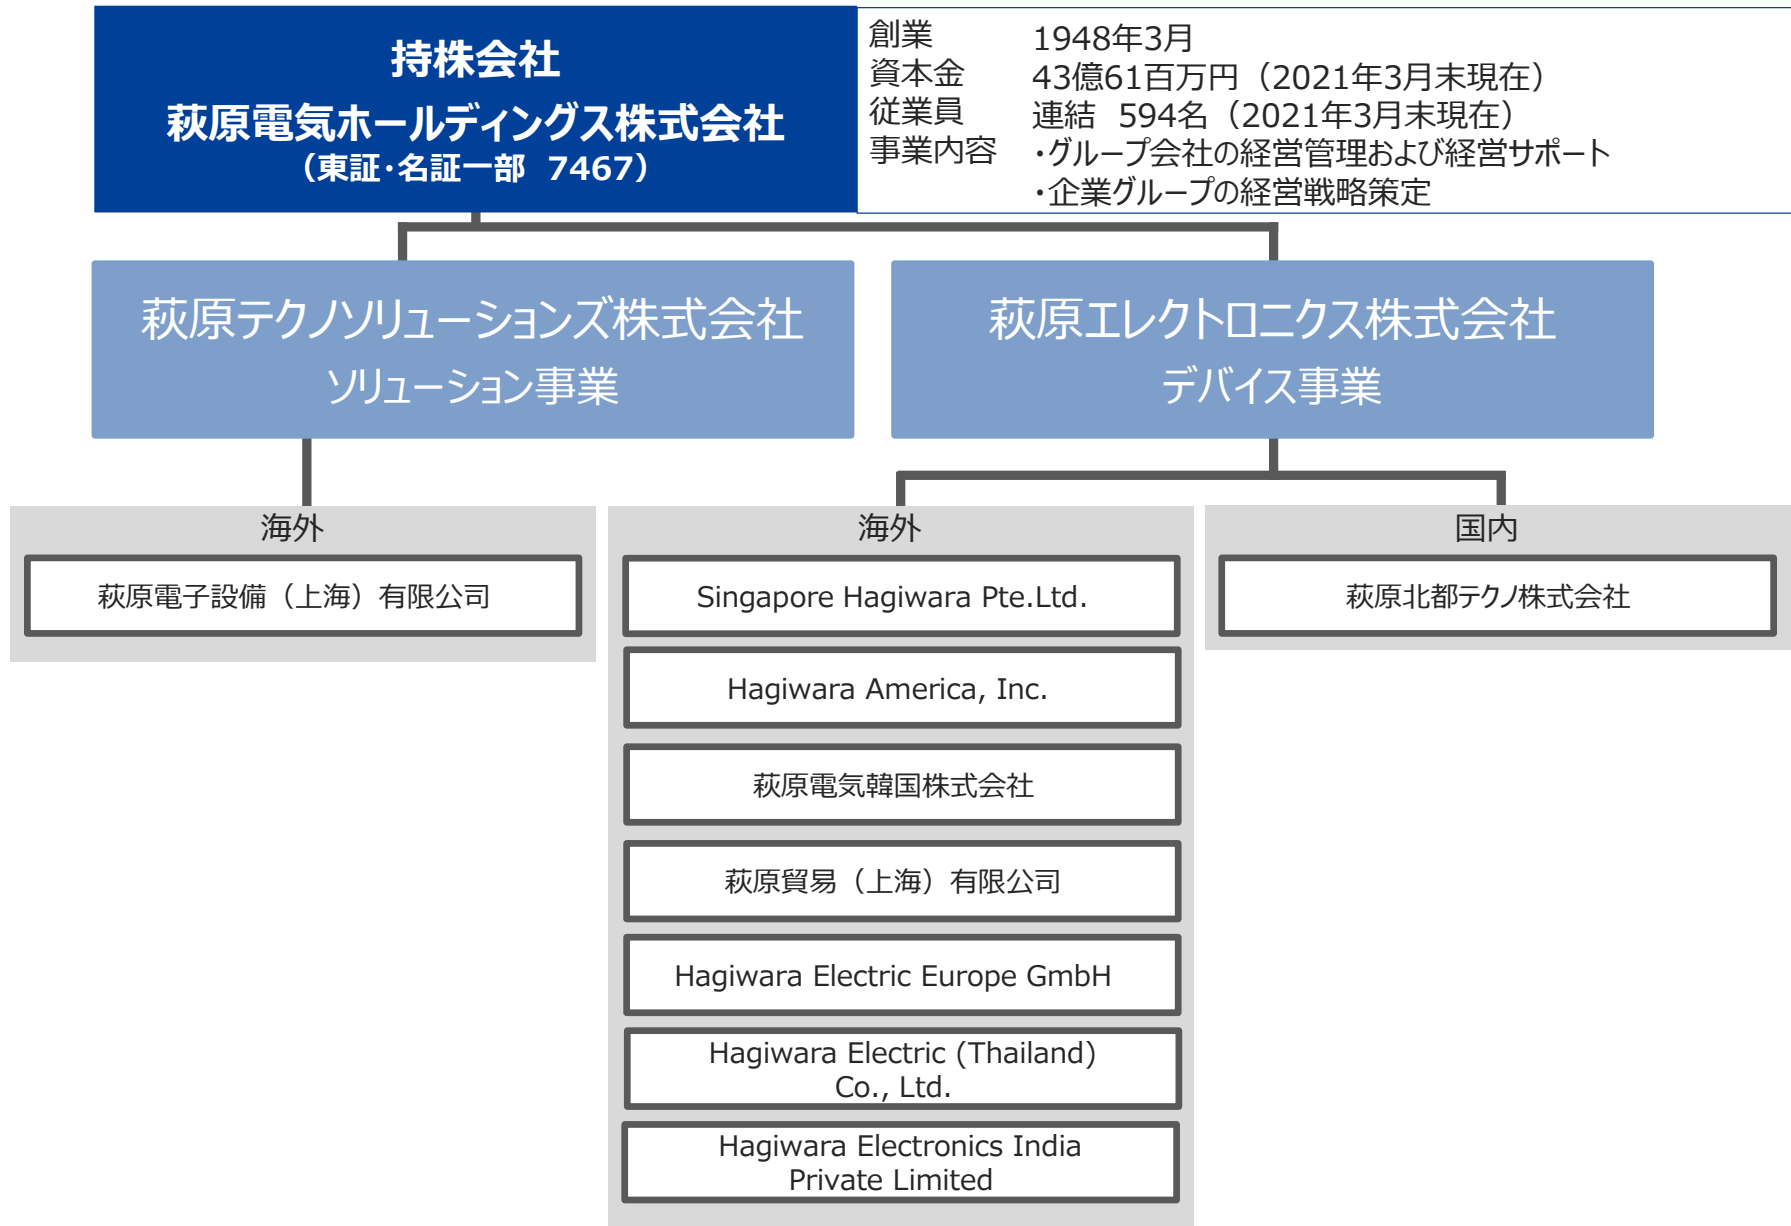 持株会社
萩原電気ホールディングス株式会社
（東証・名証一部 7467）
創業 1948年3月
資本金 43億61百万円（2021年3月末現在）
従業員 連結 594名（2021年3月末現在）
事業内容 ・グループ会社の経営管理および経営サポート
・企業グループの経営戦略策定
萩原テクノソリューションズ株式会社
ソリューション事業
萩原エレクトロニクス株式会社
デバイス事業
海外
萩原電子設備（上海）有限公司
海外
Singapore Hagiwara Pte.Ltd.
Hagiwara America, Inc.
萩原電気韓国株式会社
萩原貿易（上海）有限公司
Hagiwara Electric Europe GmbH
Hagiwara Electric (Thailand)
Co., Ltd.
Hagiwara Electronics India
Private Limited
国内
萩原北都テクノ株式会社